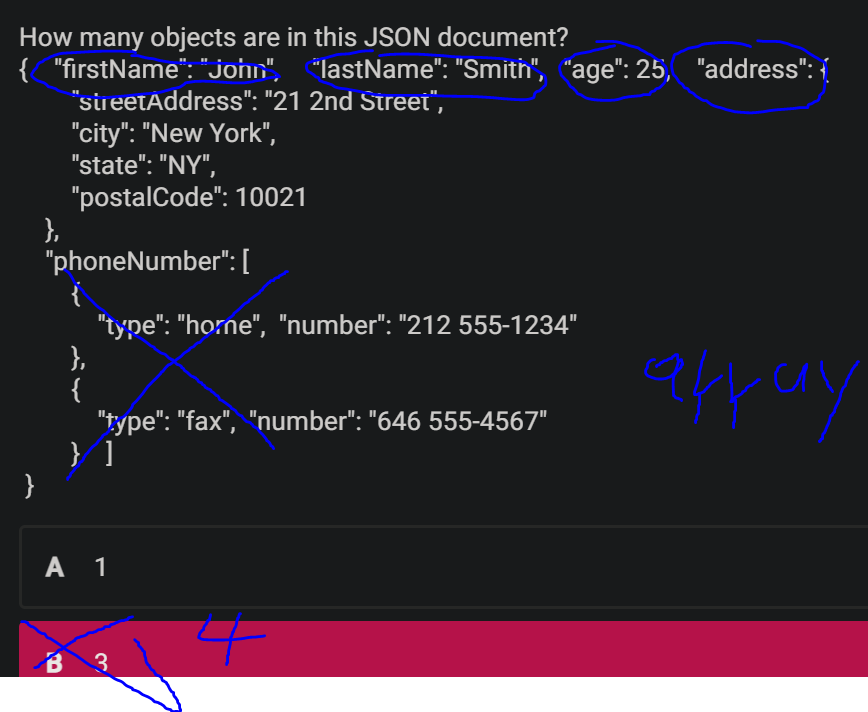 How many objects are in this JSON document?
{ "firstName": "John", "lastName": "Smith", "age": 25, "address": {
"streetAddress": "21 2nd Street",
"city": "New York",
"state": "NY",
"postalCode": 10021
},
"phoneNumber": [
{
"type": "home", "number": "212 555-1234"
},
{
"type": "fax", "number": "646 555-4567"
} ]
}
array
A 1
B 3 4